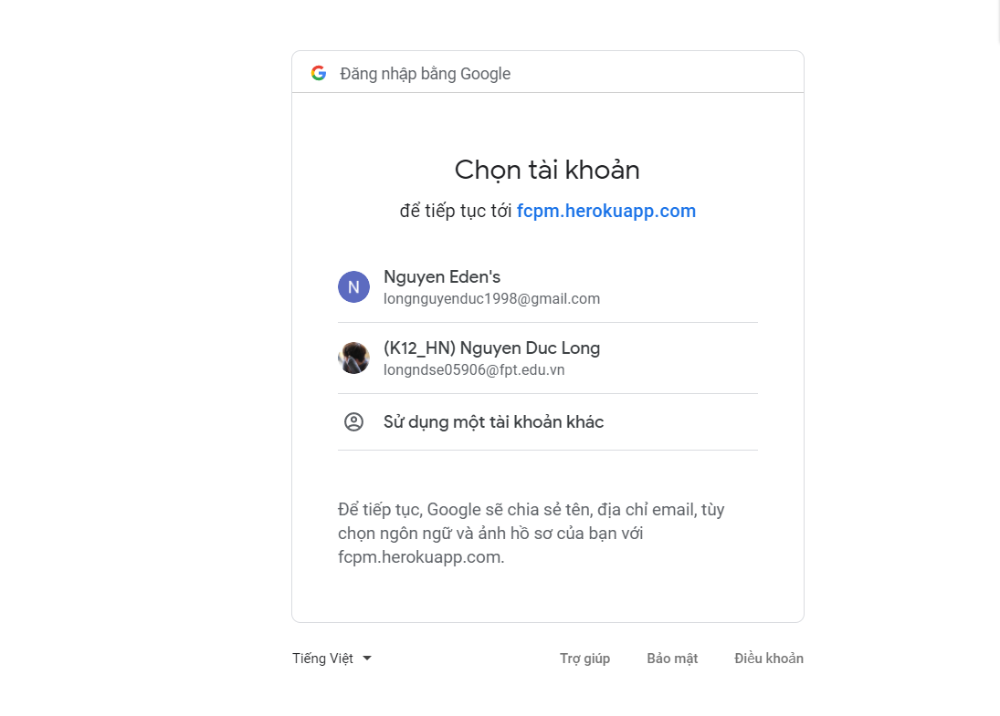 Đăng nhập bằng Google
Chọn tài khoản
để tiếp tục tới fcpm.herokuapp.com
N
Nguyen Eden's
longnguyenduc1998@gmail.com
(K12_HN) Nguyen Duc Long
longndse05906@fpt.edu.vn
Sử dụng một tài khoản khác
Để tiếp tục, Google sẽ chia sẻ tên, địa chỉ email, tùy
chọn ngôn ngữ và ảnh hồ sơ của bạn với
fcpm.herokuapp.com.
Tiếng Việt Trợ giúp Bảo mật Điều khoản